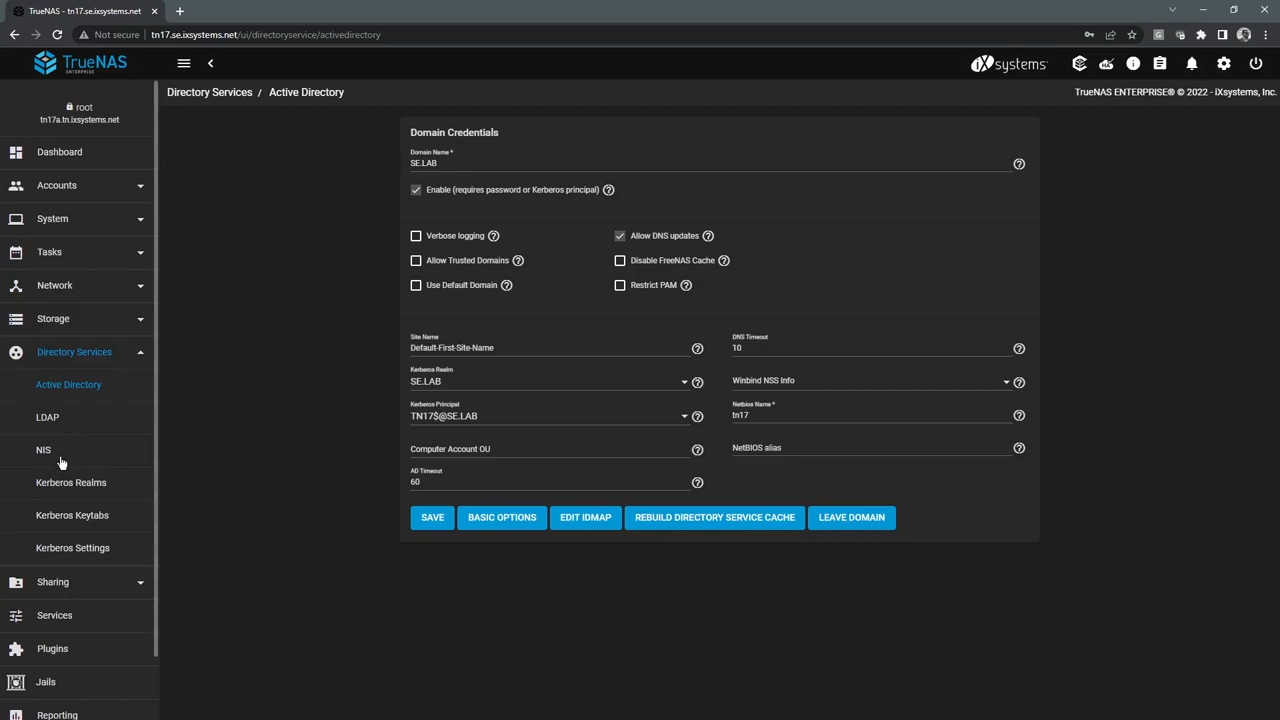 TrueNAS - tn17.se.ixsystems.net
Not secure
tn17.se.ixsystems.net/ui/directoryservice/activedirectory
TrueNAS
ENTERPRISE
iXsystems
root
tn17a.tn.ixsystems.net
Directory Services / Active Directory
TrueNAS ENTERPRISE® © 2022 - iXsystems, Inc.
Dashboard
Accounts
System
Tasks
Network
Storage
Directory Services
Active Directory
LDAP
NIS
Kerberos Realms
Kerberos Keytabs
Kerberos Settings
Sharing
Services
Plugins
Jails
Reporting
Domain Credentials
Domain Name *
SE.LAB
Enable (requires password or Kerberos principal)
Verbose logging
Allow DNS updates
Allow Trusted Domains
Disable FreeNAS Cache
Use Default Domain
Restrict PAM
Site Name
Default-First-Site-Name
DNS Timeout
10
Kerberos Realm
SE.LAB
Winbind NSS Info
Kerberos Principal
TN17$@SE.LAB
Netbios Name *
tn17
Computer Account OU
NetBIOS alias
AD Timeout
60
SAVE
BASIC OPTIONS
EDIT IDMAP
REBUILD DIRECTORY SERVICE CACHE
LEAVE DOMAIN